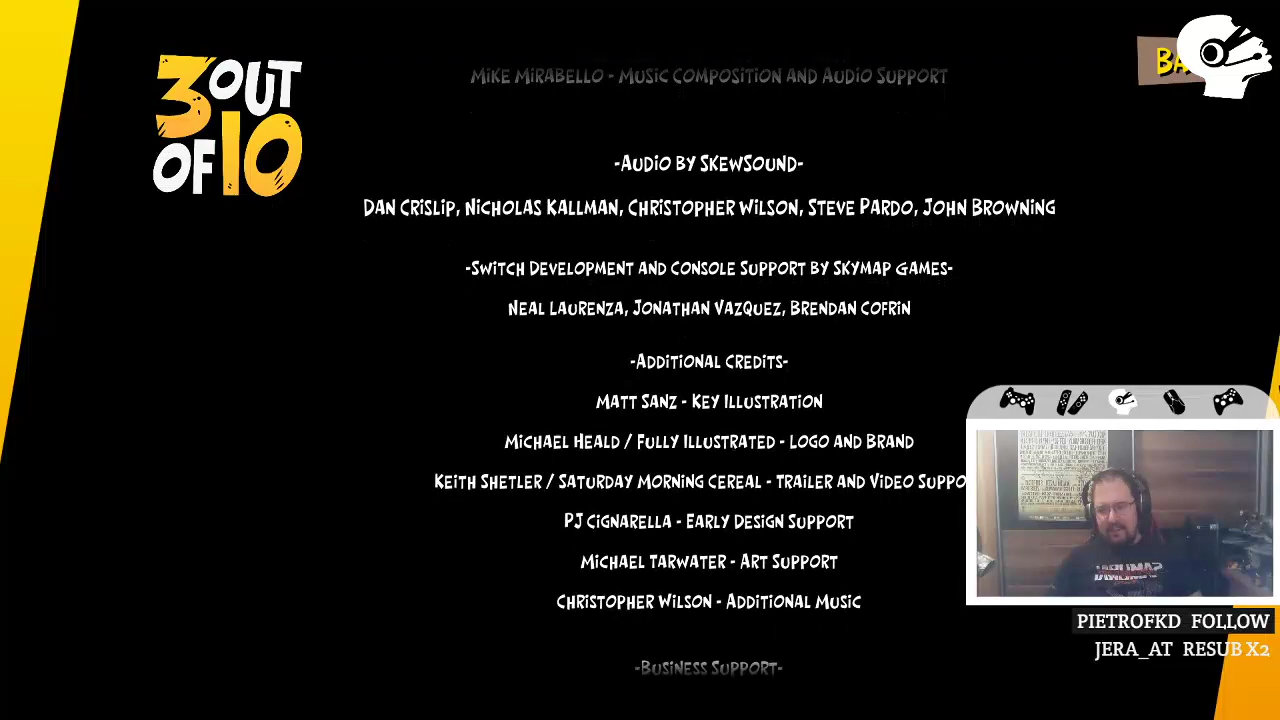 3 OUT
OF 10
Mike Mirabello - Music Composition and Audio Support
-Audio by SkewSound-
Dan Crislip, Nicholas Kallman, Christopher Wilson, Steve Pardo, John Browning
-Switch Development and Console Support by Skymap Games-
Neal Laurenza, Jonathan Vazquez, Brendan Cofrin
-Additional Credits-
Matt Sanz - Key Illustration
Michael Heald / Fully Illustrated - Logo and Brand
Keith Shetler / Saturday Morning Cereal - Trailer and Video Suppo
PJ Cignarella - Early Design Support
Michael Tarwater - Art Support
Christopher Wilson - Additional Music
-Business Support-
PIETROFKD FOLLOW
JERA_AT RESUB X2